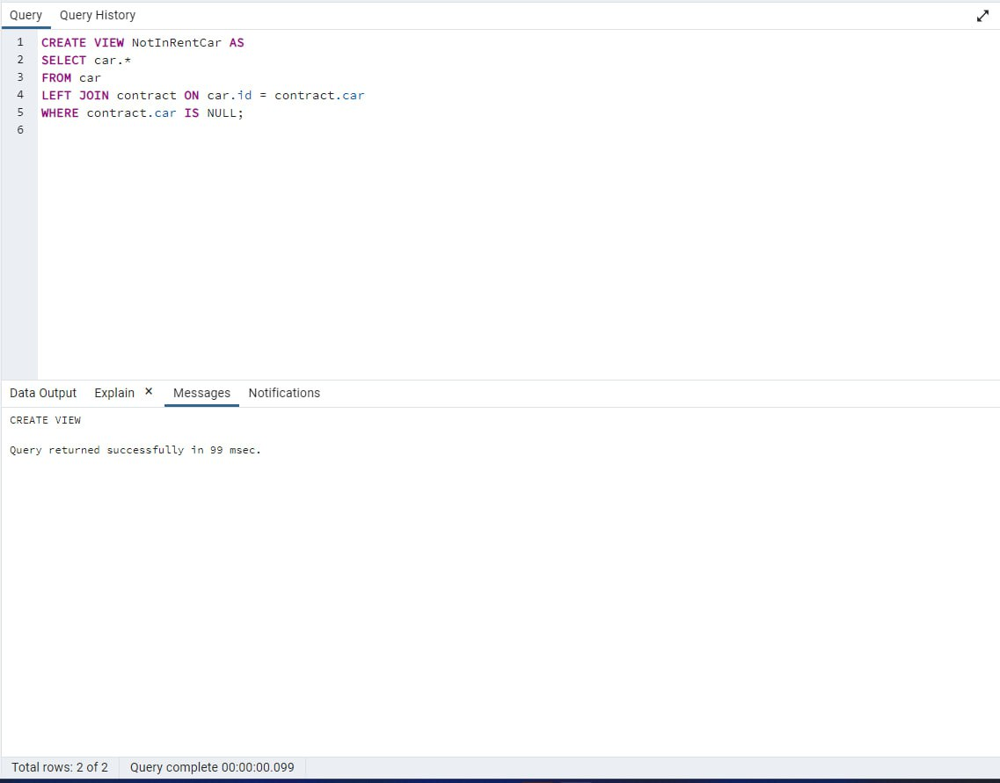 Query Query History
1 CREATE VIEW NotInRentCar AS
2 SELECT car.*
3 FROM car
4 LEFT JOIN contract ON car.id = contract.car
5 WHERE contract.car IS NULL;
6
Data Output Explain × Messages Notifications
CREATE VIEW
Query returned successfully in 99 msec.
Total rows: 2 of 2 Query complete 00:00:00.099